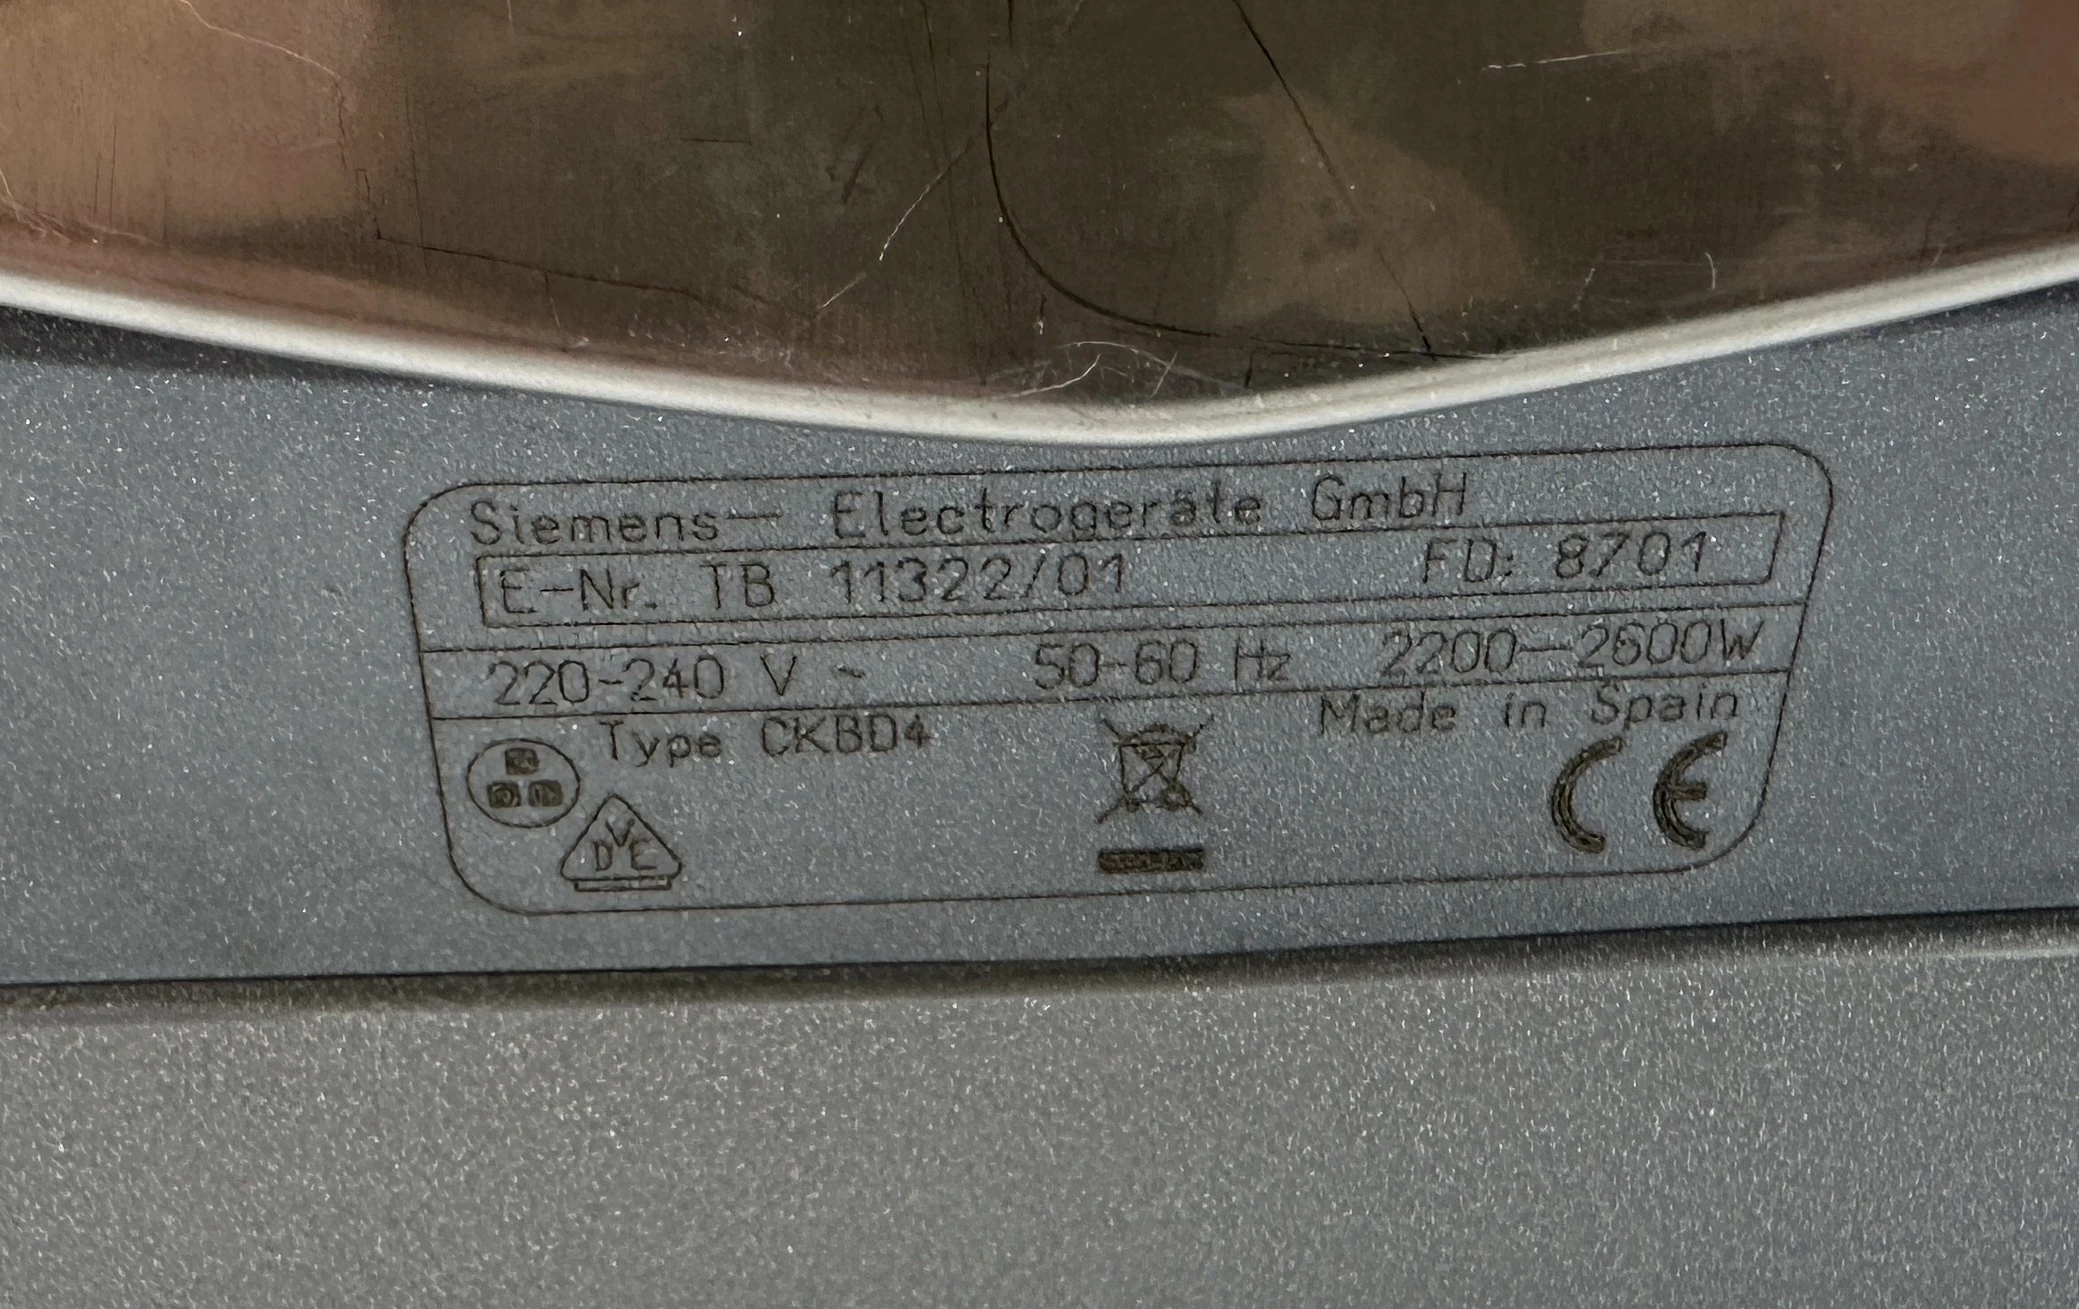 Siemens— Electrogeräte GmbH
E-Nr. TB 11322/01 FD: 8701
220-240 V ~ 50-60 Hz 2200—2600W
Type CKBD4 Made in Spain
DVE
CE